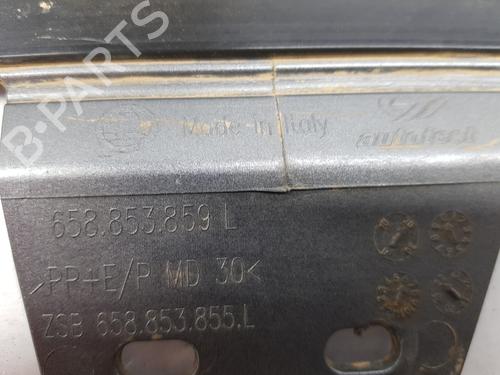 B-PARTS
Made in Italy
658.853.859 L
>PP+E/P MD 30<
ZSB 658.853.855.L